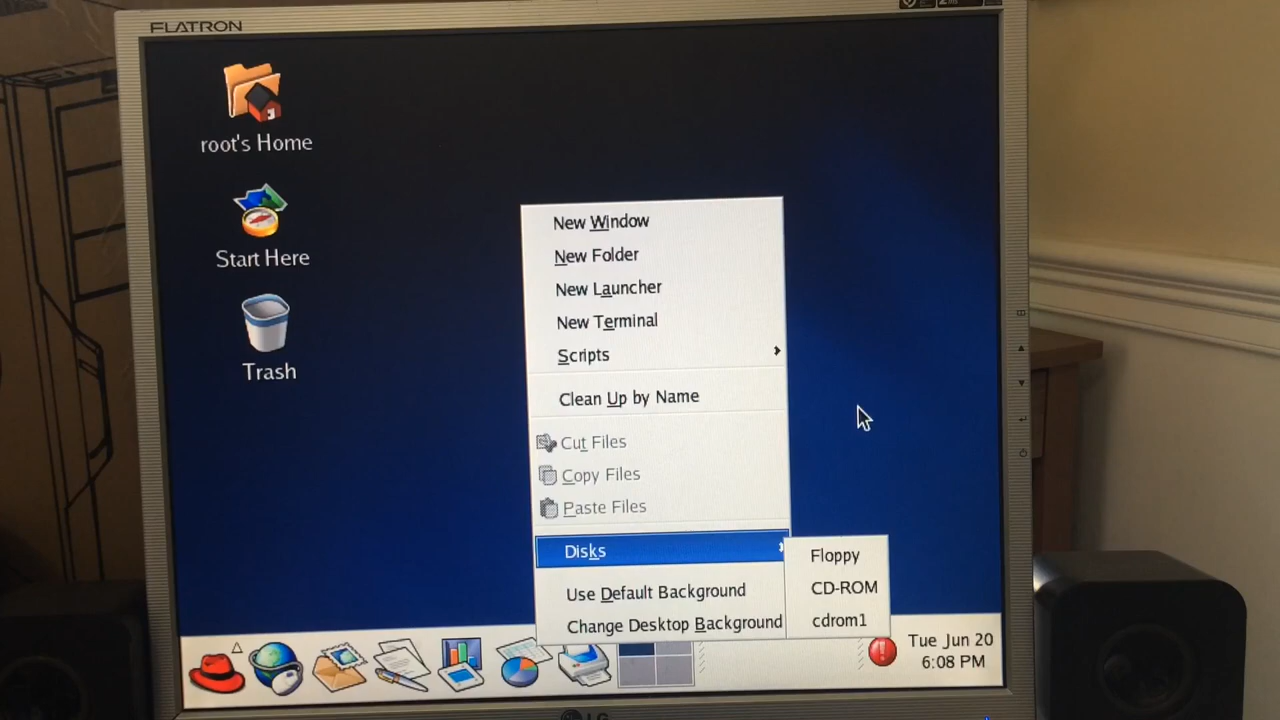 FLATRON
root's Home
Start Here
Trash
New Window
New Folder
New Launcher
New Terminal
Scripts
Clean Up by Name
Cut Files
Copy Files
Paste Files
Disks
Use Default Background
Change Desktop Background
Floppy
CD-ROM
cdrom1
Tue Jun 20
6:08 PM
LG